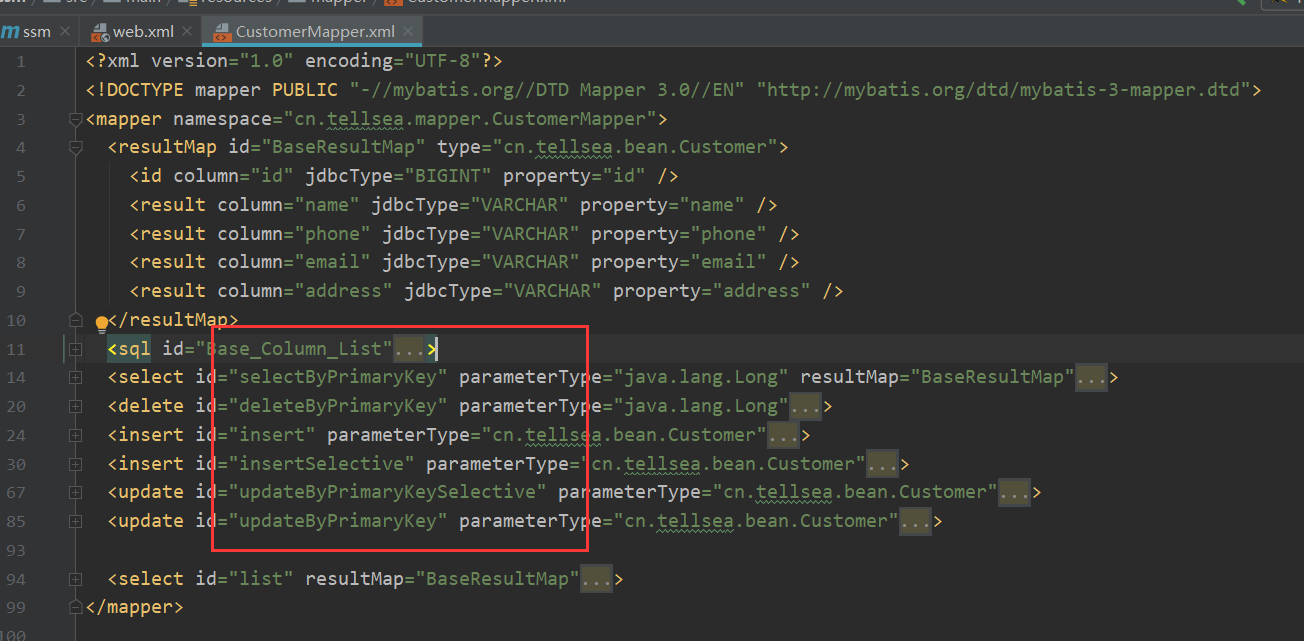 ssm / src / main / resources / mapper / CustomerMapper.xml
ssm × web.xml × CustomerMapper.xml ×
1 <?xml version="1.0" encoding="UTF-8"?>
2 <!DOCTYPE mapper PUBLIC "-//mybatis.org//DTD Mapper 3.0//EN" "http://mybatis.org/dtd/mybatis-3-mapper.dtd">
3 <mapper namespace="cn.tellsea.mapper.CustomerMapper">
4 <resultMap id="BaseResultMap" type="cn.tellsea.bean.Customer">
5 <id column="id" jdbcType="BIGINT" property="id" />
6 <result column="name" jdbcType="VARCHAR" property="name" />
7 <result column="phone" jdbcType="VARCHAR" property="phone" />
8 <result column="email" jdbcType="VARCHAR" property="email" />
9 <result column="address" jdbcType="VARCHAR" property="address" />
10 </resultMap>
11 <sql id="Base_Column_List"...>
14 <select id="selectByPrimaryKey" parameterType="java.lang.Long" resultMap="BaseResultMap"...>
20 <delete id="deleteByPrimaryKey" parameterType="java.lang.Long"...>
24 <insert id="insert" parameterType="cn.tellsea.bean.Customer"...>
30 <insert id="insertSelective" parameterType="cn.tellsea.bean.Customer"...>
67 <update id="updateByPrimaryKeySelective" parameterType="cn.tellsea.bean.Customer"...>
85 <update id="updateByPrimaryKey" parameterType="cn.tellsea.bean.Customer"...>
93
94 <select id="list" resultMap="BaseResultMap"...>
99 </mapper>
100